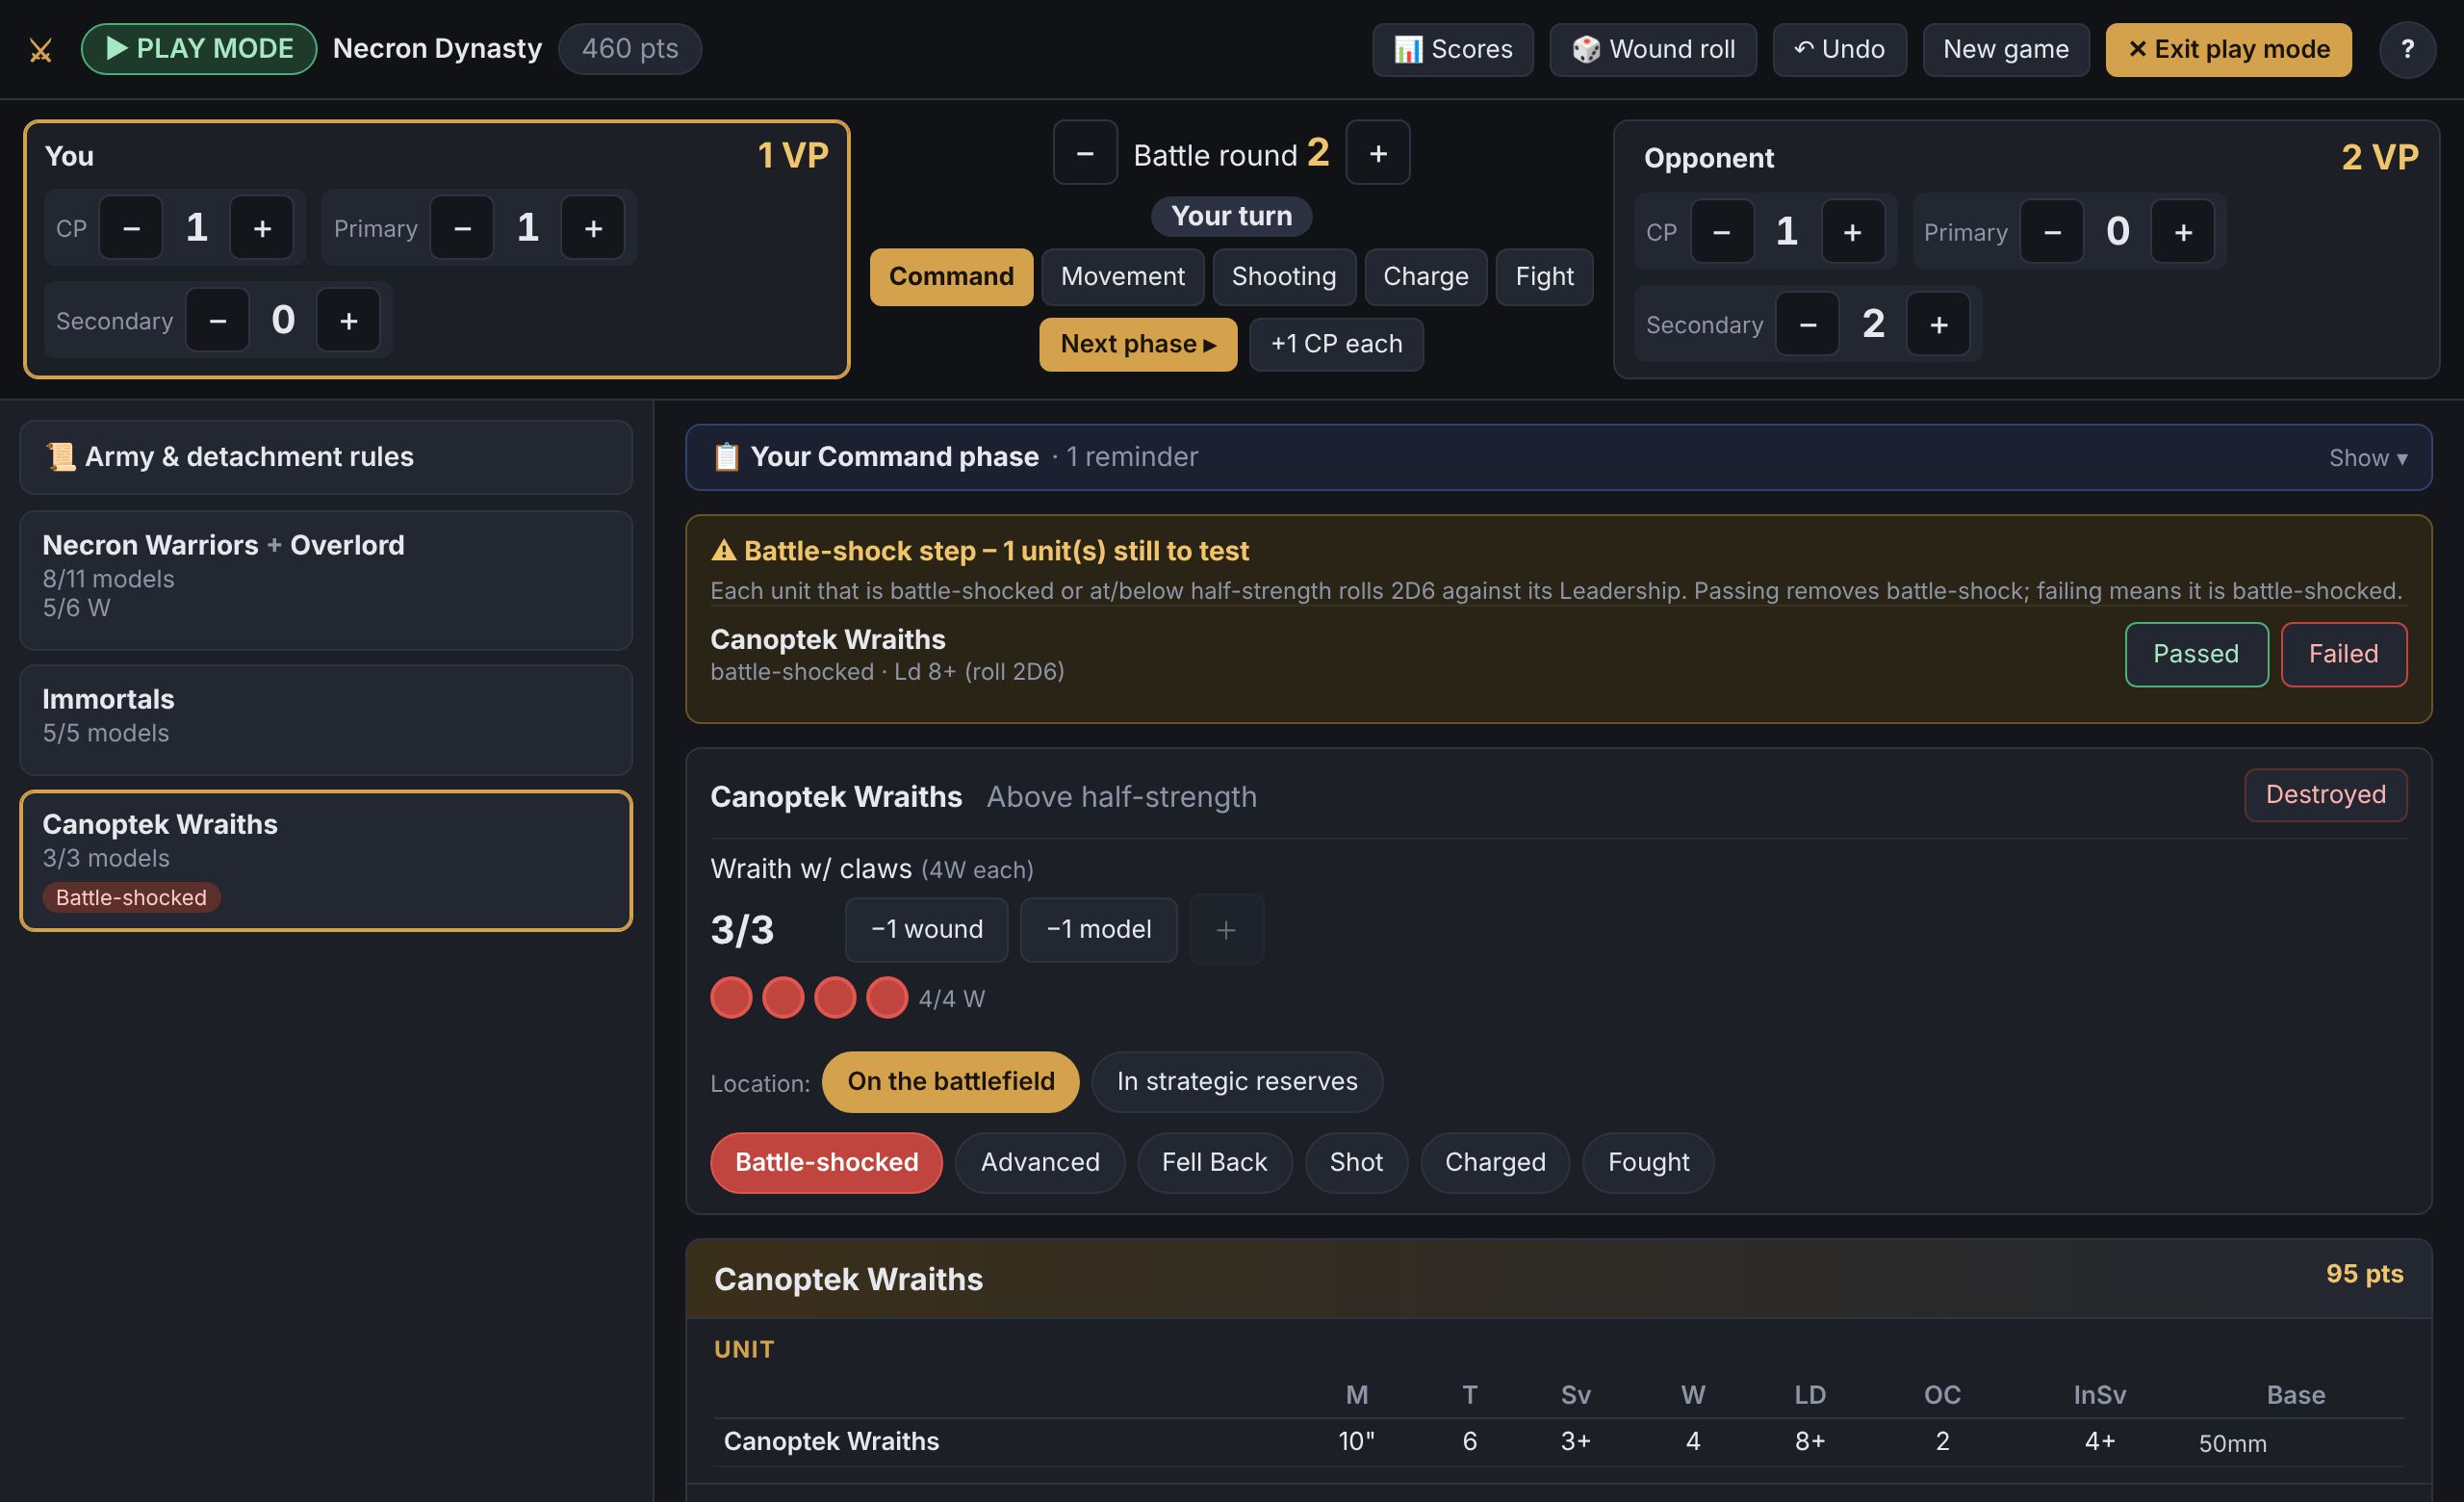 ⚔ ▶ PLAY MODE Necron Dynasty 460 pts 📊 Scores 🎲 Wound roll ↶ Undo New game ✕ Exit play mode ?
You 1 VP
CP − 1 + Primary − 1 +
Secondary − 0 +
− Battle round 2 +
Your turn
Command Movement Shooting Charge Fight
Next phase ▸ +1 CP each
Opponent 2 VP
CP − 1 + Primary − 0 +
Secondary − 2 +
📜 Army & detachment rules
Necron Warriors + Overlord
8/11 models
5/6 W
Immortals
5/5 models
Canoptek Wraiths
3/3 models
Battle-shocked
📋 Your Command phase · 1 reminder Show ▾
⚠ Battle-shock step – 1 unit(s) still to test
Each unit that is battle-shocked or at/below half-strength rolls 2D6 against its Leadership. Passing removes battle-shock; failing means it is battle-shocked.
Canoptek Wraiths
battle-shocked · Ld 8+ (roll 2D6)
Passed Failed
Canoptek Wraiths Above half-strength Destroyed
Wraith w/ claws (4W each)
3/3 −1 wound −1 model +
4/4 W
Location: On the battlefield In strategic reserves
Battle-shocked Advanced Fell Back Shot Charged Fought
Canoptek Wraiths 95 pts
UNIT
M T Sv W LD OC InSv Base
Canoptek Wraiths 10" 6 3+ 4 8+ 2 4+ 50mm